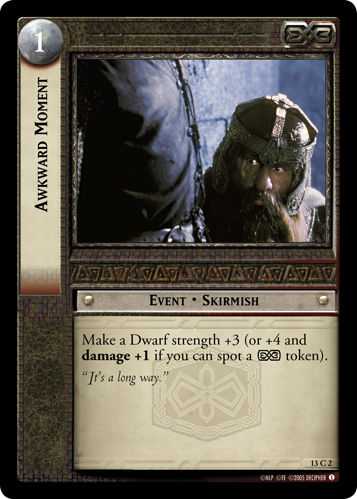 1
AWKWARD MOMENT
EVENT • SKIRMISH
Make a Dwarf strength +3 (or +4 and
damage +1 if you can spot a token).
“It’s a long way.”
13 C 2
©NLP ©TE ©2005 DECIPHER 1